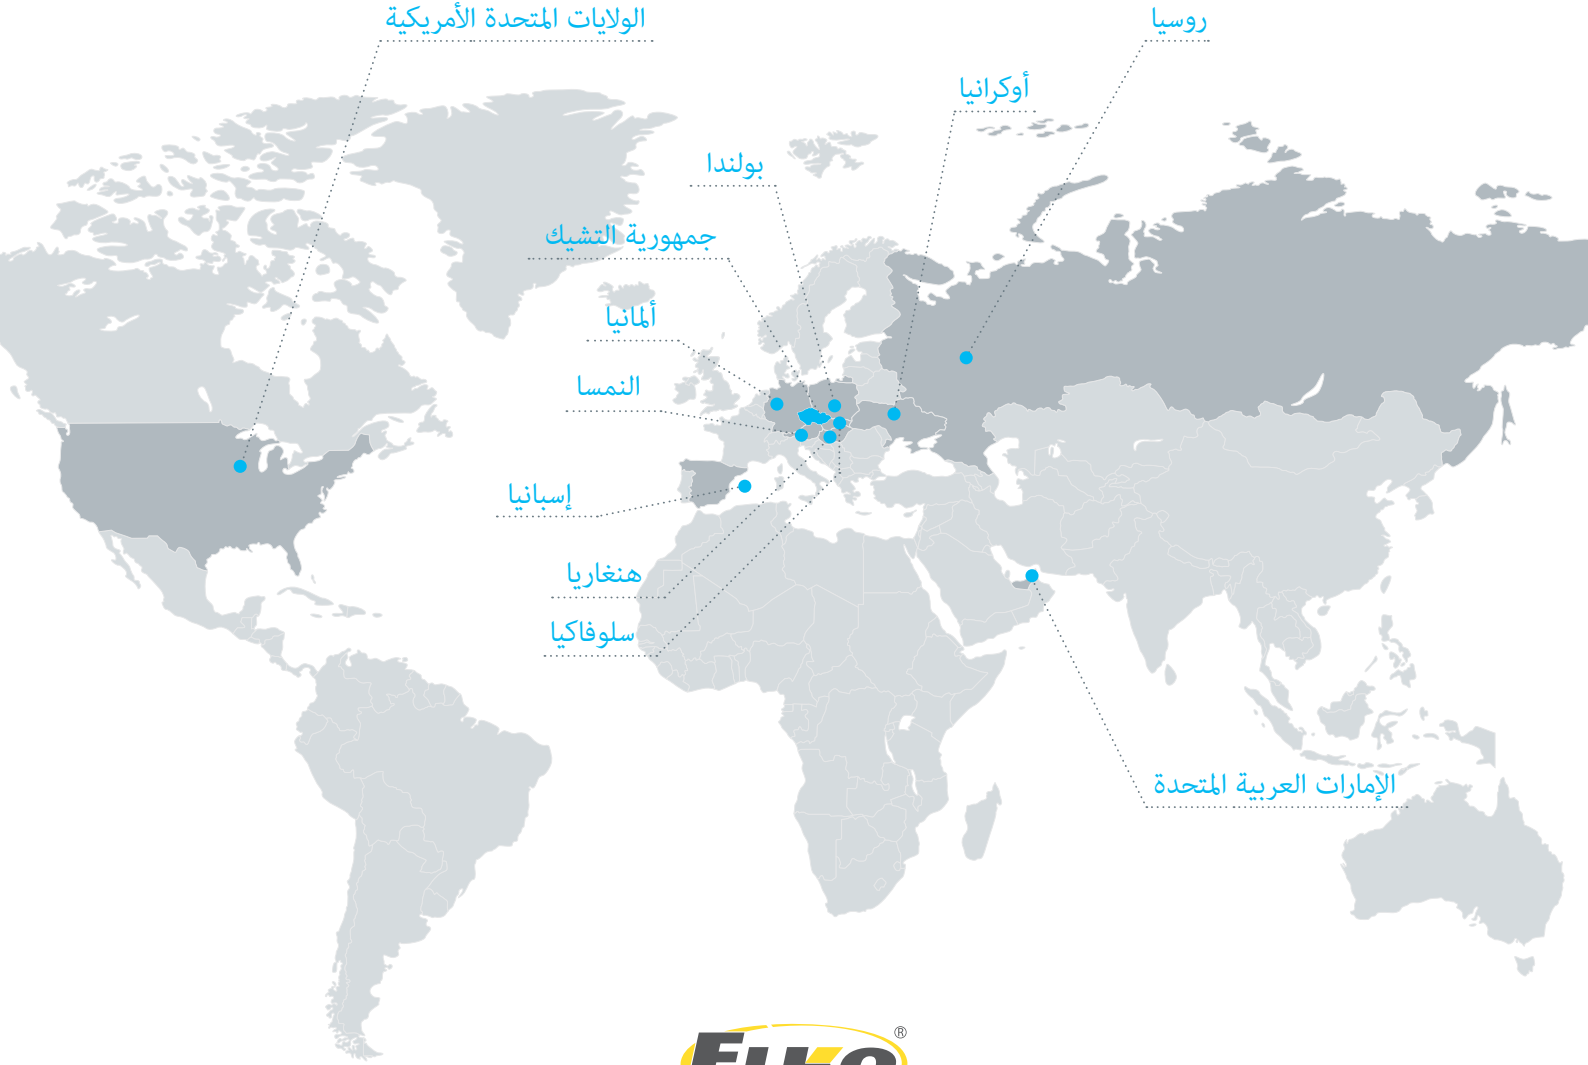 الولايات المتحدة الأمريكية
روسيا
أوكرانيا
بولندا
جمهورية التشيك
ألمانيا
النمسا
إسبانيا
هنغاريا
سلوفاكيا
الإمارات العربية المتحدة
®